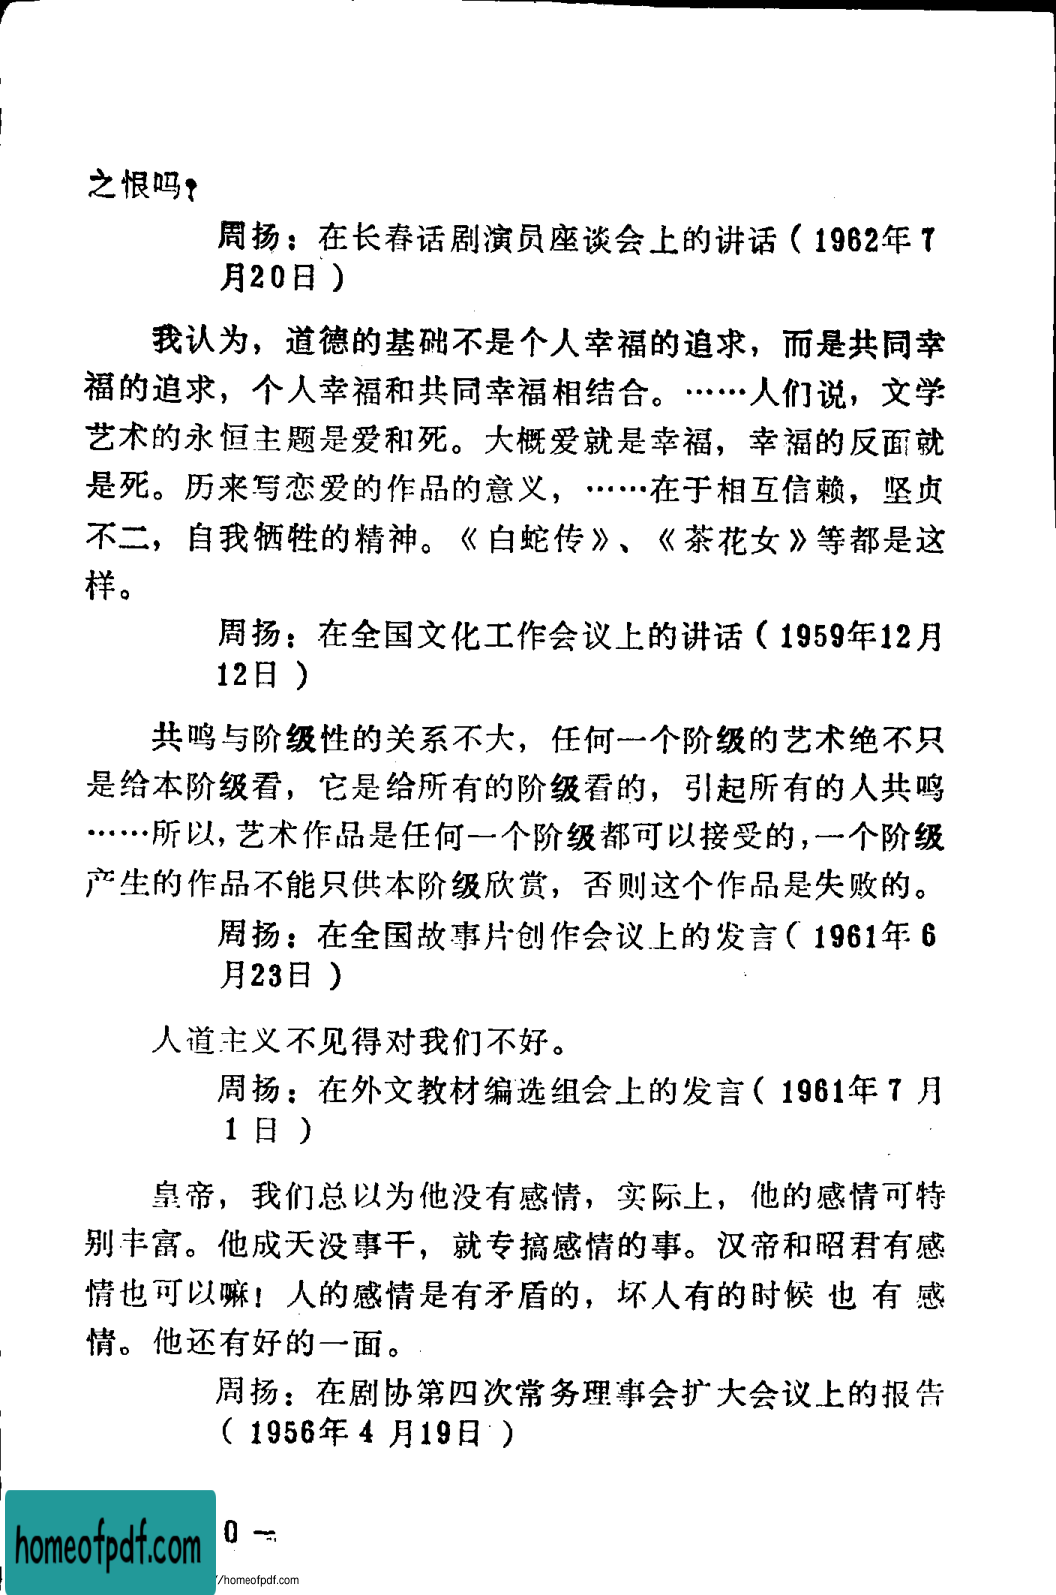 之恨吗？
周扬：在长春话剧演员座谈会上的讲话（1962年7
月20日）
我认为，道德的基础不是个人幸福的追求，而是共同幸
福的追求，个人幸福和共同幸福相结合。……人们说，文学
艺术的永恒主题是爱和死。大概爱就是幸福，幸福的反面就
是死。历来写恋爱的作品的意义，……在于相互信赖，坚贞
不二，自我牺牲的精神。《白蛇传》、《茶花女》等都是这
样。
周扬：在全国文化工作会议上的讲话（1959年12月
12日）
共鸣与阶级性的关系不大，任何一个阶级的艺术绝不只
是给本阶级看，它是给所有的阶级看的，引起所有的人共鸣
……所以，艺术作品是任何一个阶级都可以接受的，一个阶级
产生的作品不能只供本阶级欣赏，否则这个作品是失败的。
周扬：在全国故事片创作会议上的发言（1961年6
月23日）
人道主义不见得对我们不好。
周扬：在外文教材编选组会上的发言（1961年7月
1日）
皇帝，我们总以为他没有感情，实际上，他的感情可特
别丰富。他成天没事干，就专搞感情的事。汉帝和昭君有感
情也可以嘛！人的感情是有矛盾的，坏人有的时候也有感
情。他还有好的一面。
周扬：在剧协第四次常务理事会扩大会议上的报告
（1956年4月19日）
0 —
homeofpdf.com
//homeofpdf.com